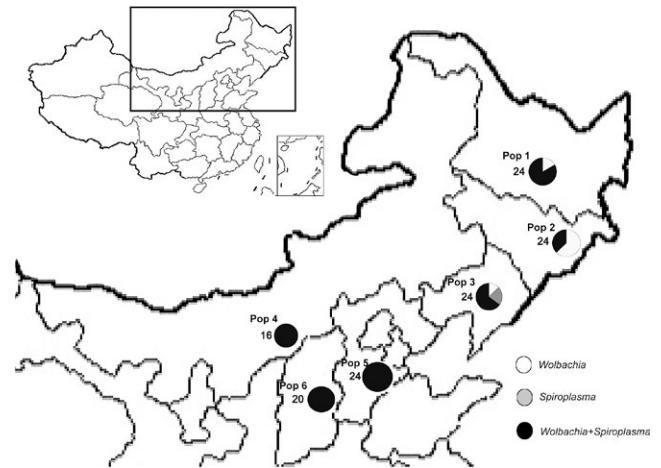 Pop 1
24
Pop 2
24
Pop 3
24
Pop 4
16
Pop 5
24
Pop 6
20
Wolbachia
Spiroplasma
Wolbachia+Spiroplasma